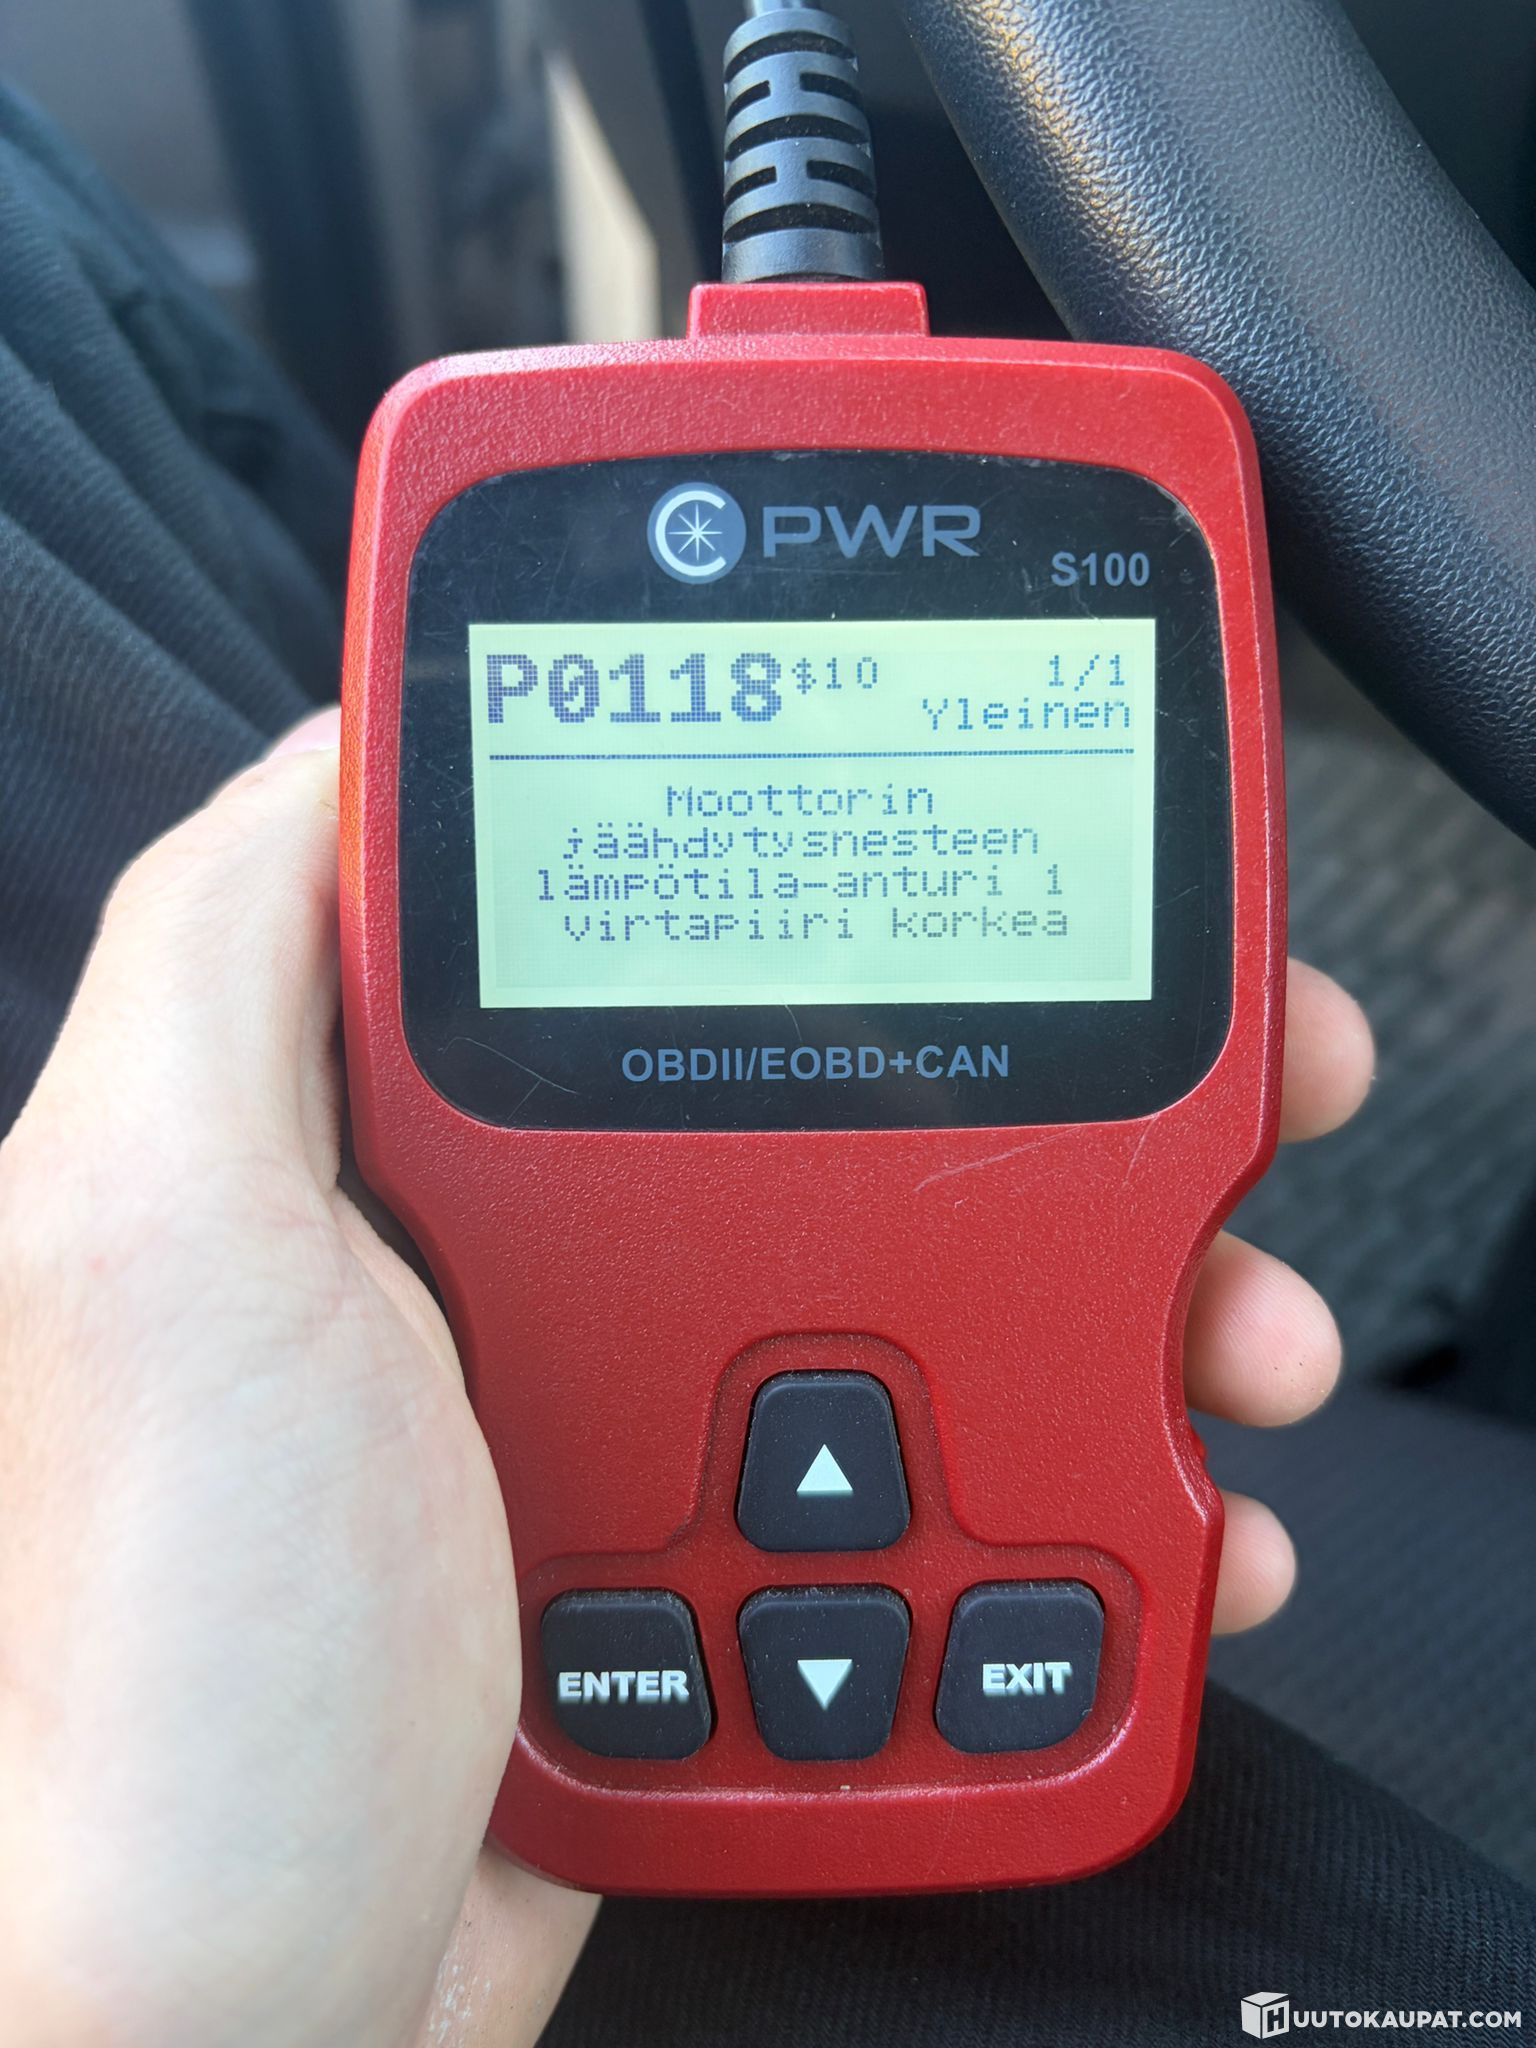 PWR
S100
P0118 $10 1/1
Yleinen
Moottorin
jäähdytysnesteen
lämpötila-anturi 1
virtapiiri korkea
OBDII/EOBD+CAN
ENTER
EXIT
HUUTOKAUPAT.COM